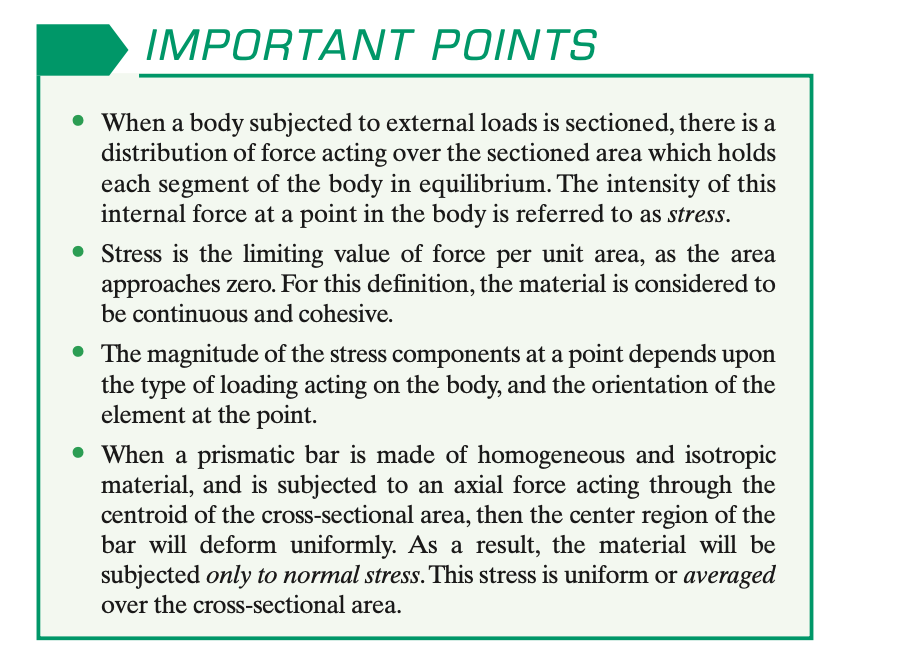 IMPORTANT POINTS
• When a body subjected to external loads is sectioned, there is a
distribution of force acting over the sectioned area which holds
each segment of the body in equilibrium. The intensity of this
internal force at a point in the body is referred to as stress.
• Stress is the limiting value of force per unit area, as the area
approaches zero. For this definition, the material is considered to
be continuous and cohesive.
• The magnitude of the stress components at a point depends upon
the type of loading acting on the body, and the orientation of the
element at the point.
• When a prismatic bar is made of homogeneous and isotropic
material, and is subjected to an axial force acting through the
centroid of the cross-sectional area, then the center region of the
bar will deform uniformly. As a result, the material will be
subjected only to normal stress. This stress is uniform or averaged
over the cross-sectional area.